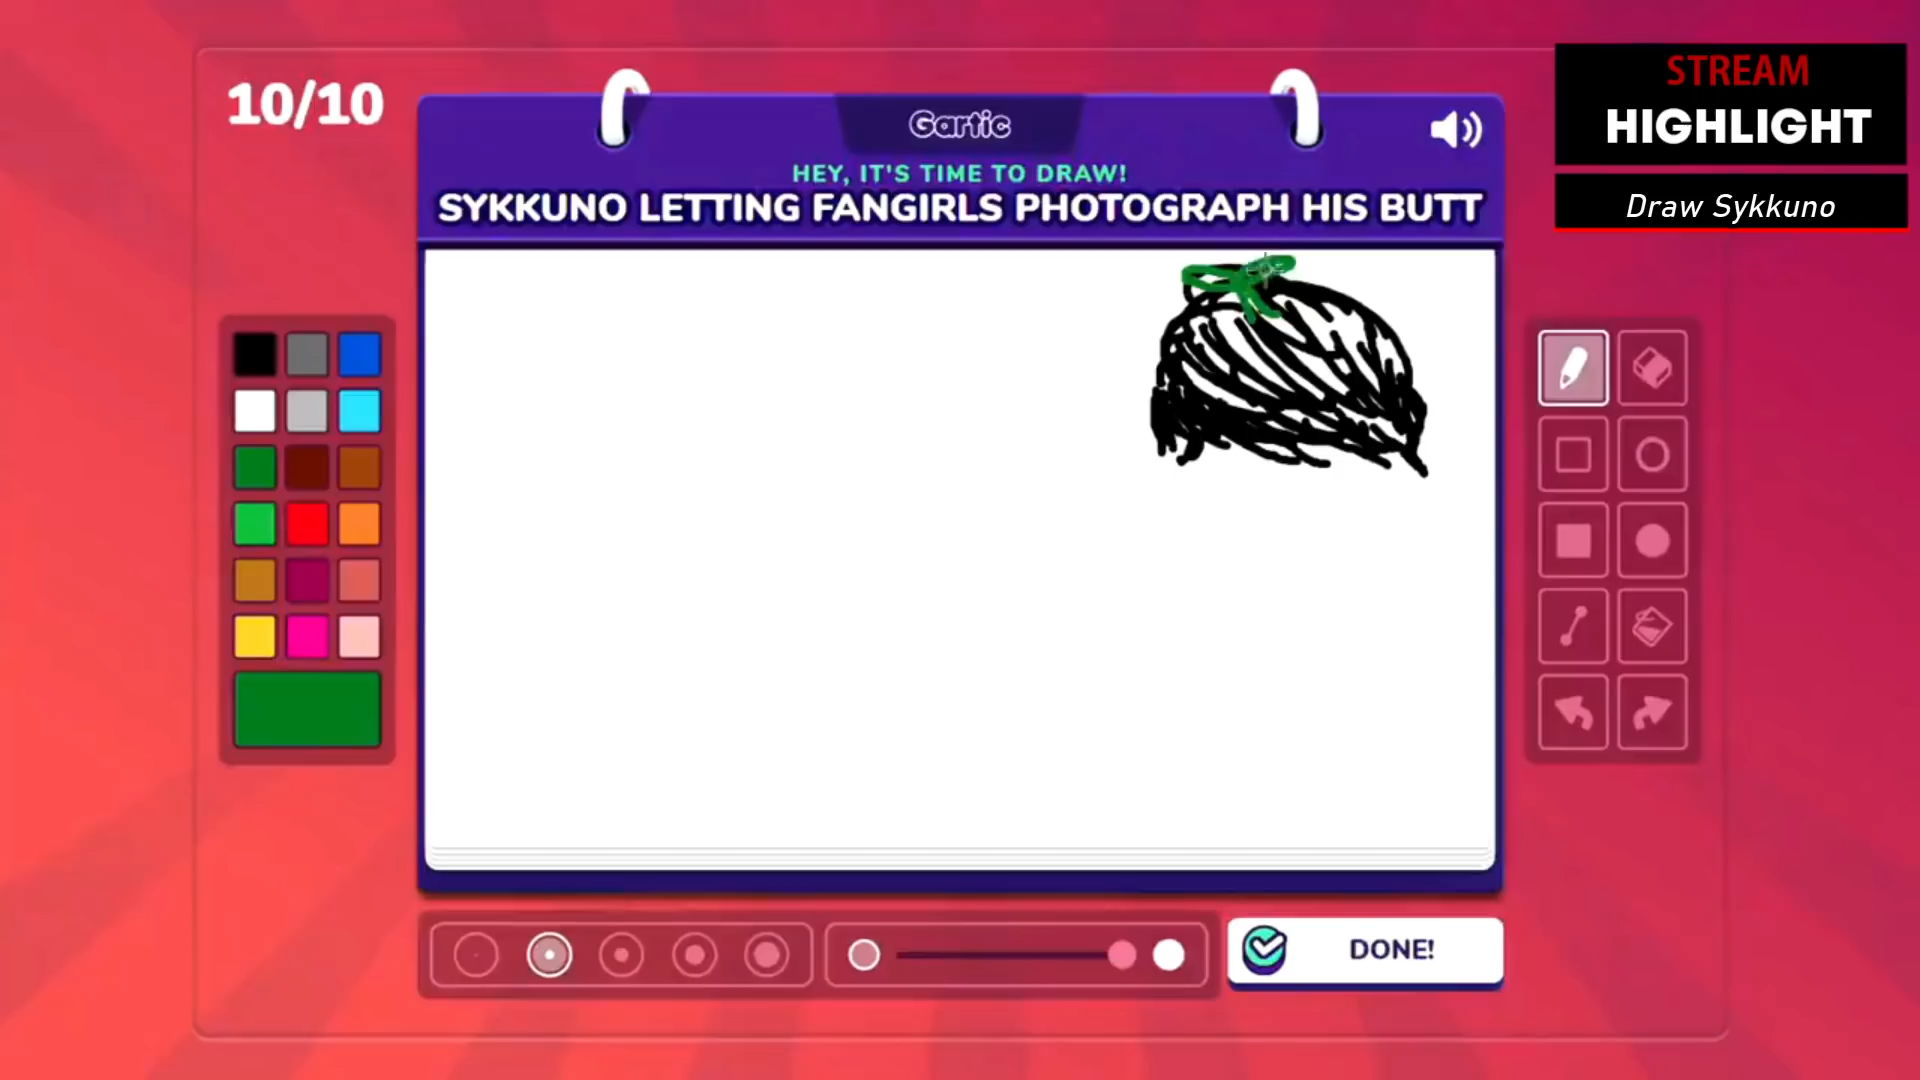 10/10
Gartic
HEY, IT'S TIME TO DRAW!
SYKKUNO LETTING FANGIRLS PHOTOGRAPH HIS BUTT
STREAM
HIGHLIGHT
Draw Sykkuno
DONE!